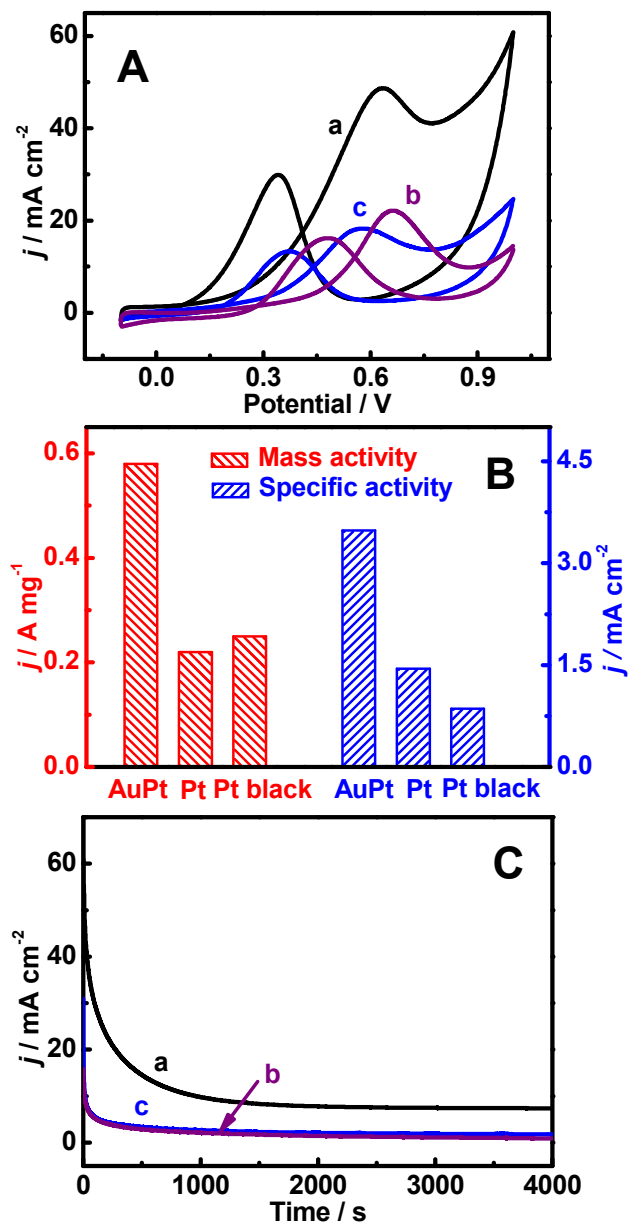 A
60
40
20
0
j / mA cm-2
a
c
b
0.0 0.3 0.6 0.9
Potential / V
B
Mass activity
Specific activity
0.6
0.4
0.2
0.0
j / A mg-1
4.5
3.0
1.5
0.0
j / mA cm-2
AuPt Pt Pt black AuPt Pt Pt black
C
60
40
20
0
j / mA cm-2
a
b
c
0 1000 2000 3000 4000
Time / s